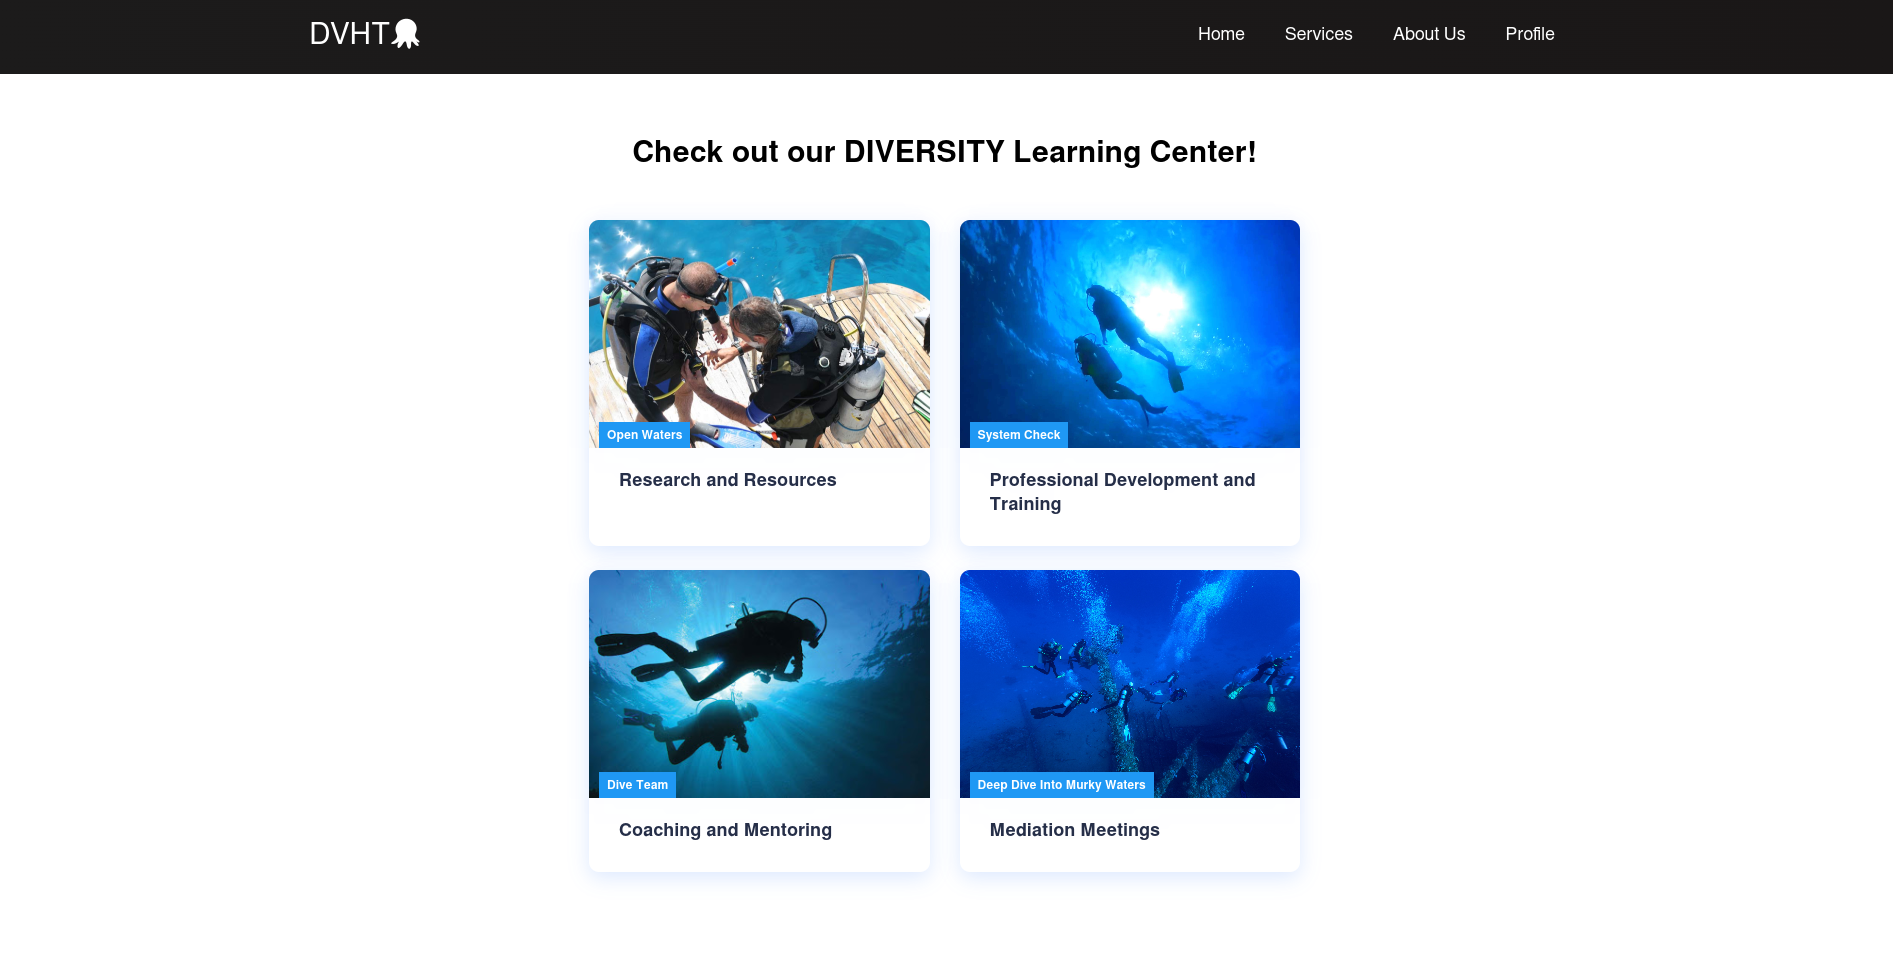 DVHT
Home Services About Us Profile
Check out our DIVERSITY Learning Center!
Open Waters
Research and Resources
System Check
Professional Development and
Training
Dive Team
Coaching and Mentoring
Deep Dive Into Murky Waters
Mediation Meetings